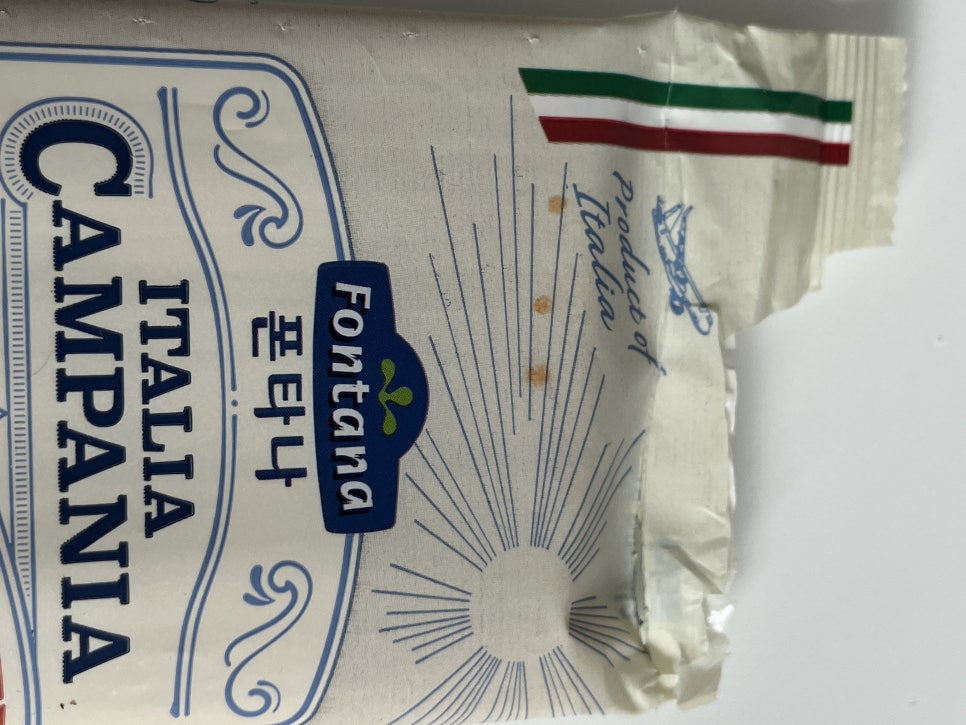 Product of
Italia
Fontana
폰타나
ITALIA
CAMPANIA